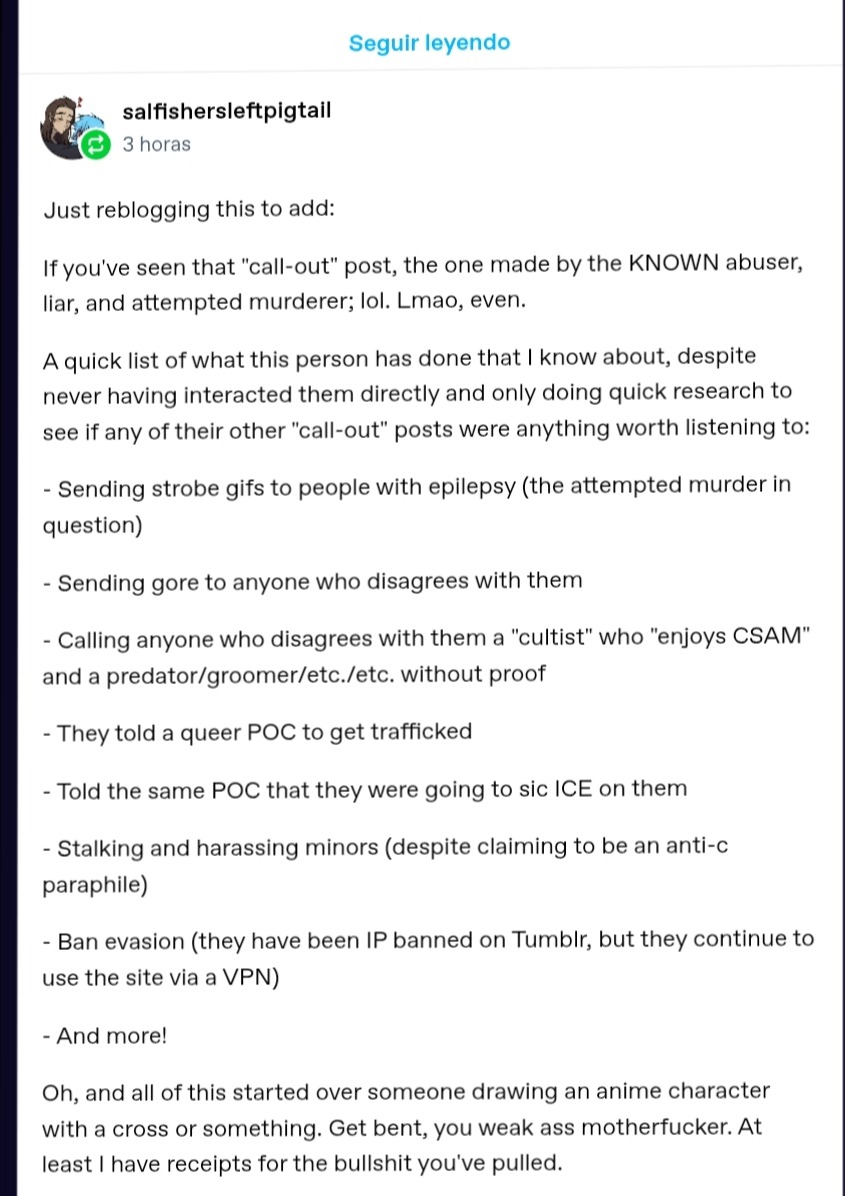 Seguir leyendo
salfishersleftpigtail
3 horas
Just reblogging this to add:
If you've seen that "call-out" post, the one made by the KNOWN abuser,
liar, and attempted murderer; lol. Lmao, even.
A quick list of what this person has done that I know about, despite
never having interacted them directly and only doing quick research to
see if any of their other "call-out" posts were anything worth listening to:
- Sending strobe gifs to people with epilepsy (the attempted murder in
question)
- Sending gore to anyone who disagrees with them
- Calling anyone who disagrees with them a "cultist" who "enjoys CSAM"
and a predator/groomer/etc./etc. without proof
- They told a queer POC to get trafficked
- Told the same POC that they were going to sic ICE on them
- Stalking and harassing minors (despite claiming to be an anti-c
paraphile)
- Ban evasion (they have been IP banned on Tumblr, but they continue to
use the site via a VPN)
- And more!
Oh, and all of this started over someone drawing an anime character
with a cross or something. Get bent, you weak ass motherfucker. At
least I have receipts for the bullshit you've pulled.